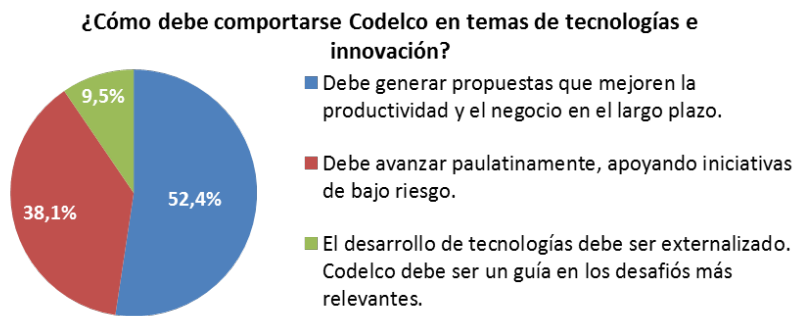 ¿Cómo debe comportarse Codelco en temas de tecnologías e
innovación?
9,5%
52,4%
38,1%
Debe generar propuestas que mejoren la
productividad y el negocio en el largo plazo.
Debe avanzar paulatinamente, apoyando iniciativas
de bajo riesgo.
El desarrollo de tecnologías debe ser externalizado.
Codelco debe ser un guía en los desafiós más
relevantes.